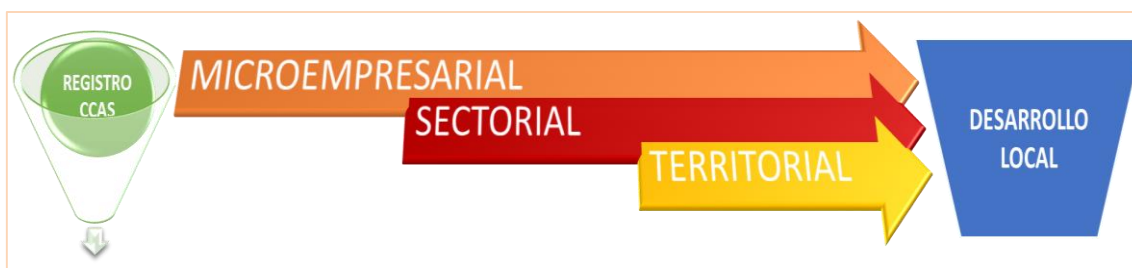 REGISTRO
CCAS
MICROEMPRESARIAL
SECTORIAL
TERRITORIAL
DESARROLLO
LOCAL